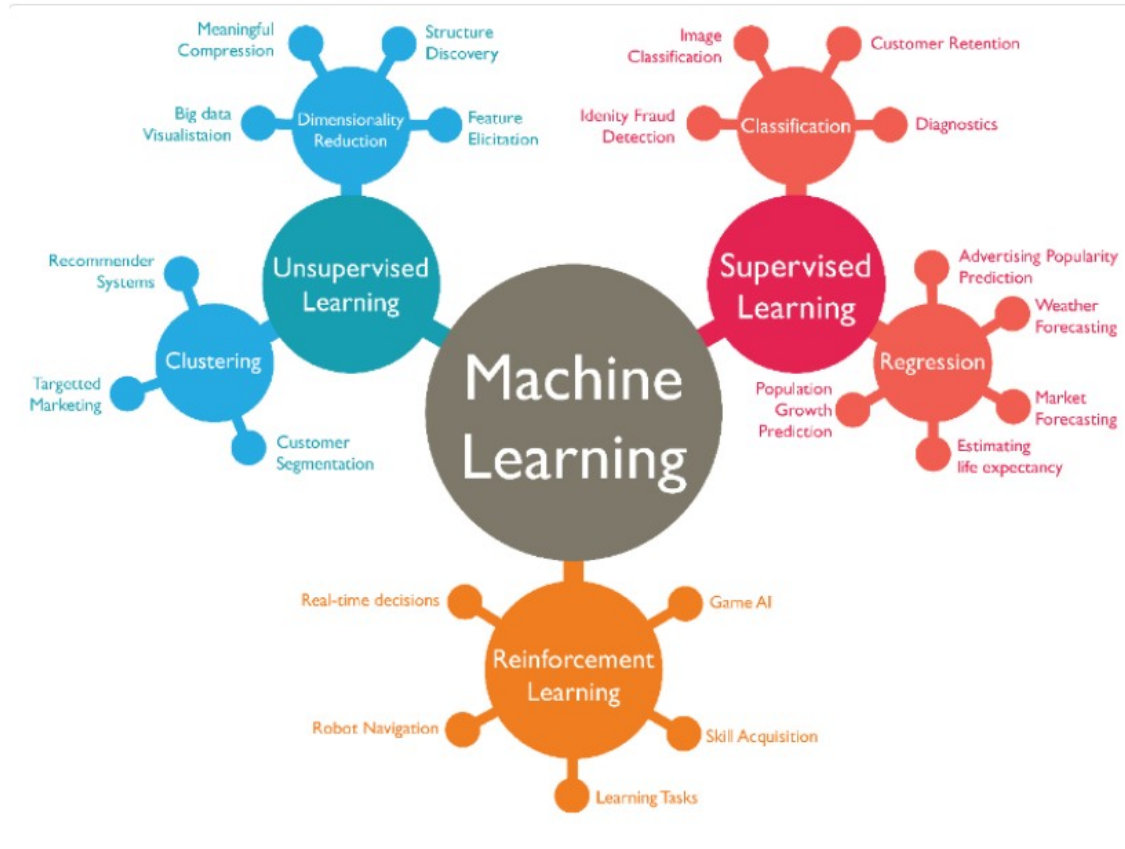 Meaningful
Compression
Structure
Discovery
Big data
Visualistaion
Dimensionality
Reduction
Feature
Elicitation
Image
Classification
Customer Retention
Idenity Fraud
Detection
Classification
Diagnostics
Unsupervised
Learning
Supervised
Learning
Recommender
Systems
Clustering
Targetted
Marketing
Customer
Segmentation
Advertising Popularity
Prediction
Weather
Forecasting
Regression
Population
Growth
Prediction
Market
Forecasting
Estimating
life expectancy
Machine
Learning
Real-time decisions
Game AI
Reinforcement
Learning
Robot Navigation
Skill Acquisition
Learning Tasks